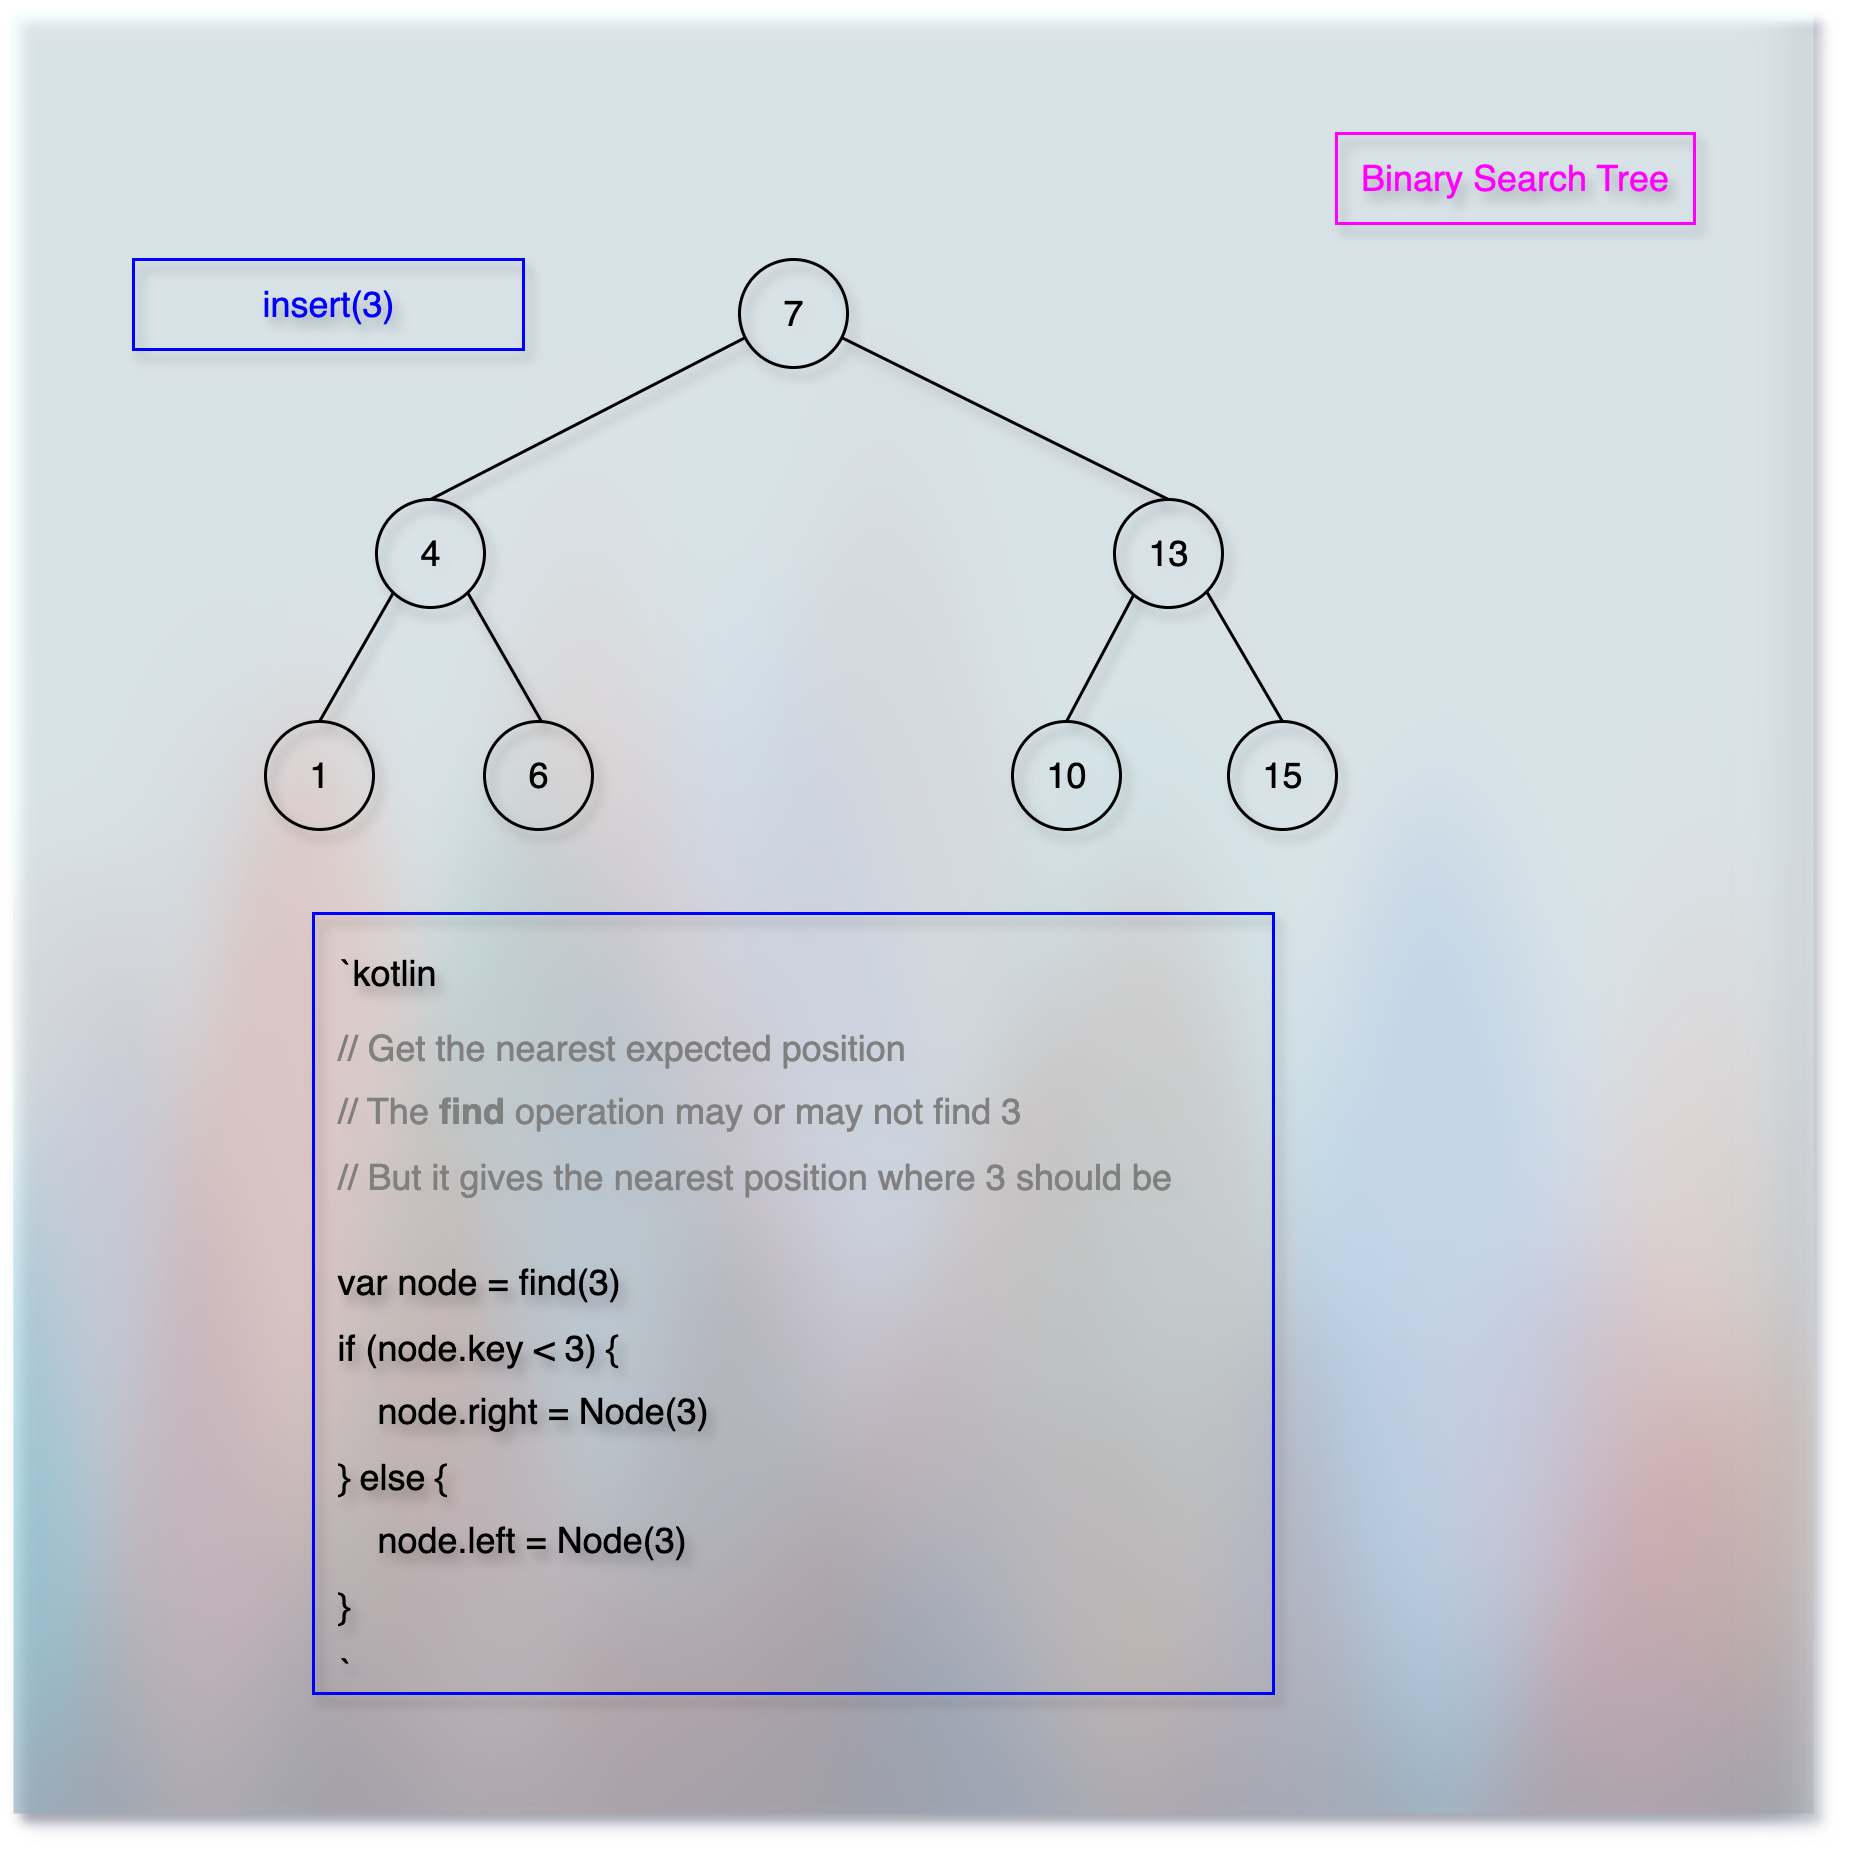 Binary Search Tree
insert(3)
7
4
13
1
6
10
15
`kotlin
// Get the nearest expected position
// The find operation may or may not find 3
// But it gives the nearest position where 3 should be
var node = find(3)
if (node.key < 3) {
    node.right = Node(3)
} else {
    node.left = Node(3)
}
`